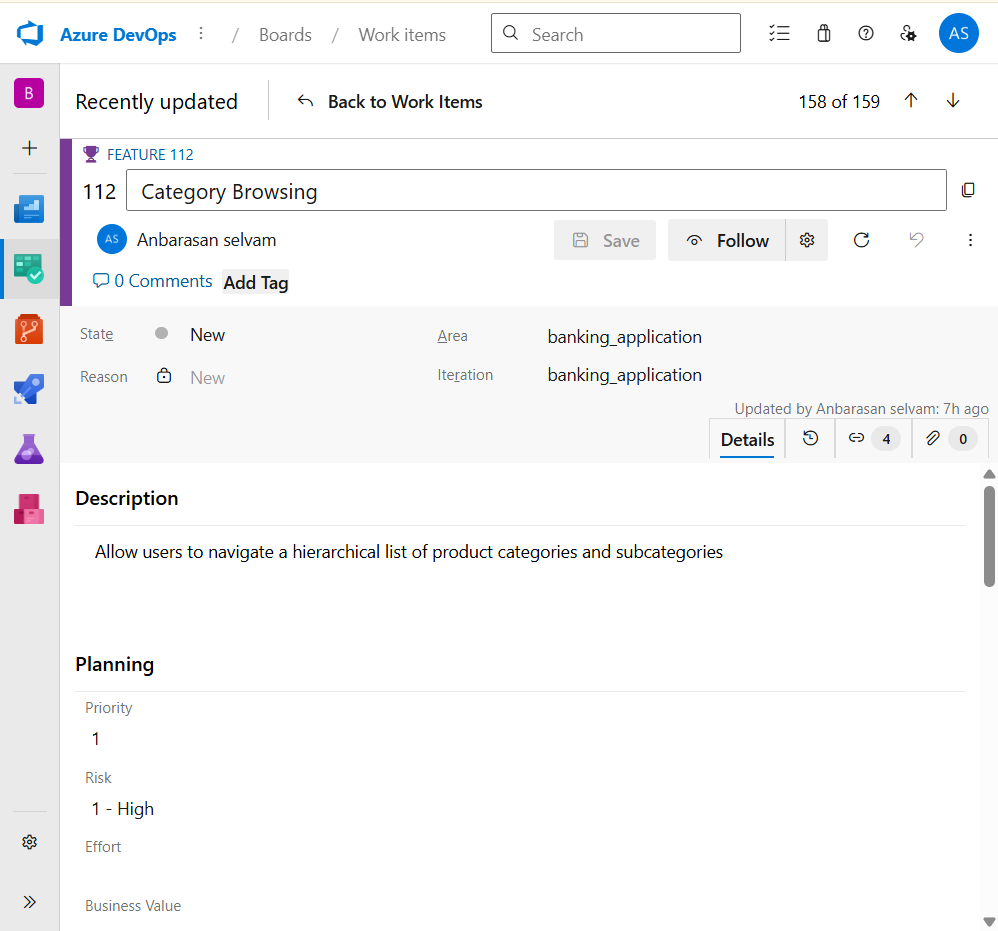 Azure DevOps / Boards / Work items Search AS
B Recently updated Back to Work Items 158 of 159
FEATURE 112
112 Category Browsing
AS Anbarasan selvam Save Follow
0 Comments Add Tag
State New Area banking_application
Reason New Iteration banking_application
Updated by Anbarasan selvam: 7h ago
Details 4 0
Description
Allow users to navigate a hierarchical list of product categories and subcategories
Planning
Priority
1
Risk
1 - High
Effort
Business Value